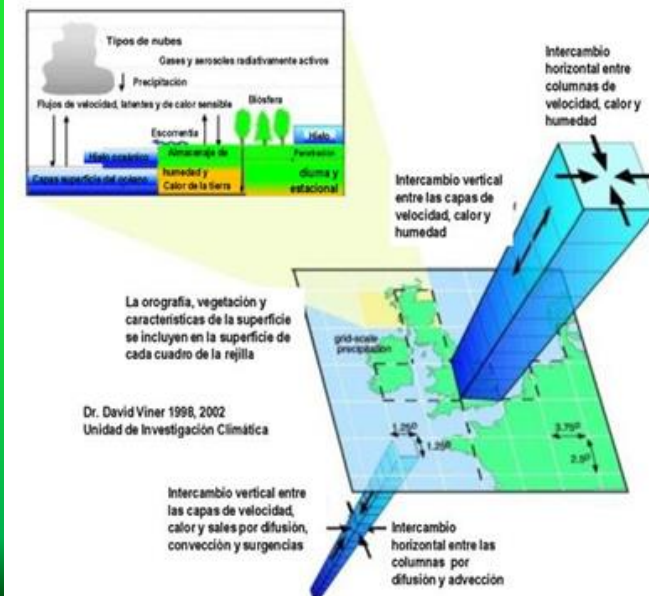 Tipos de nubes
Gases y aerosoles radiativamente activos
Precipitación
Flujos de velocidad, latentes y de calor sensible
Biósfera
Escorrentía
Hielo
Hielo oceánico
Almacenaje de
humedad y
Calor de la tierra
Penetración
diurna y
estacional
Capas superficie del océano
Intercambio
horizontal entre
columnas de
velocidad, calor y
humedad
Intercambio vertical
entre las capas de
velocidad, calor y
humedad
La orografía, vegetación y
características de la superficie
se incluyen en la superficie de
cada cuadro de la rejilla
grid-scale
precipitation
Dr. David Viner 1998, 2002
Unidad de Investigación Climática
1.25º
1.25º
3.75º
2.5º
Intercambio vertical entre
las capas de velocidad,
calor y sales por difusión,
convección y surgencias
Intercambio
horizontal entre las
columnas por
difusión y advección